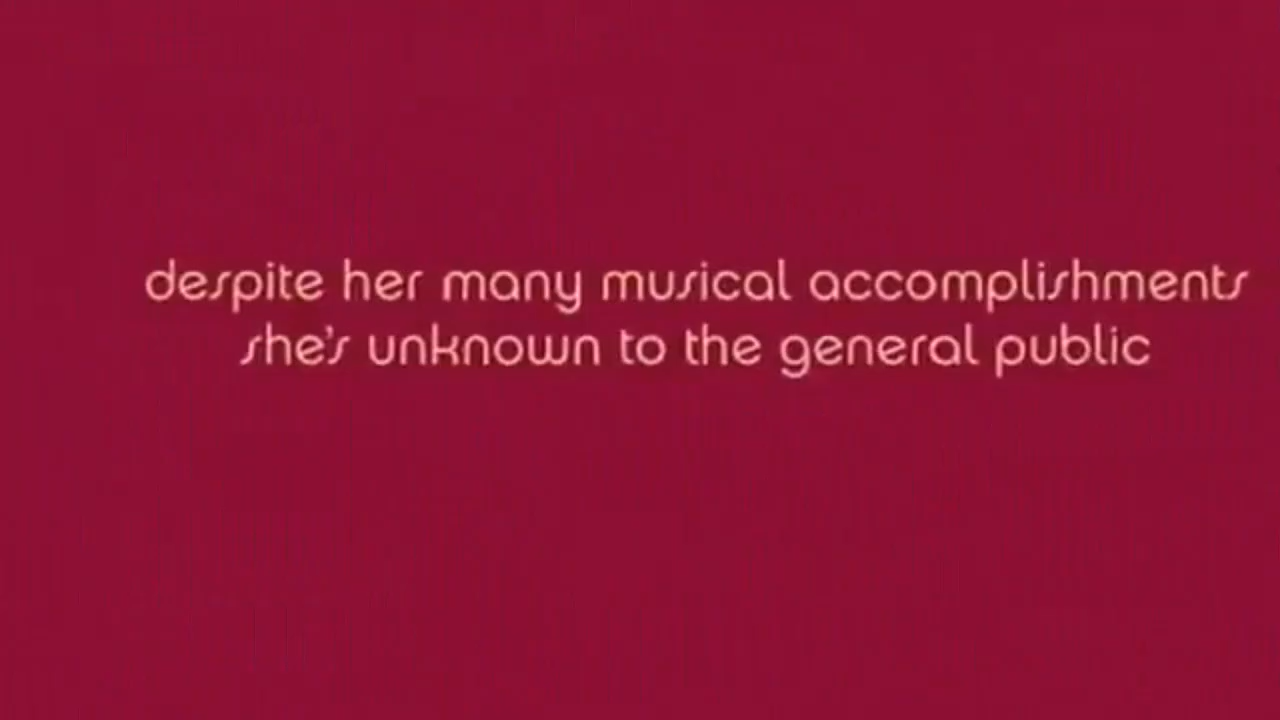 despite her many musical accomplishments
she's unknown to the general public